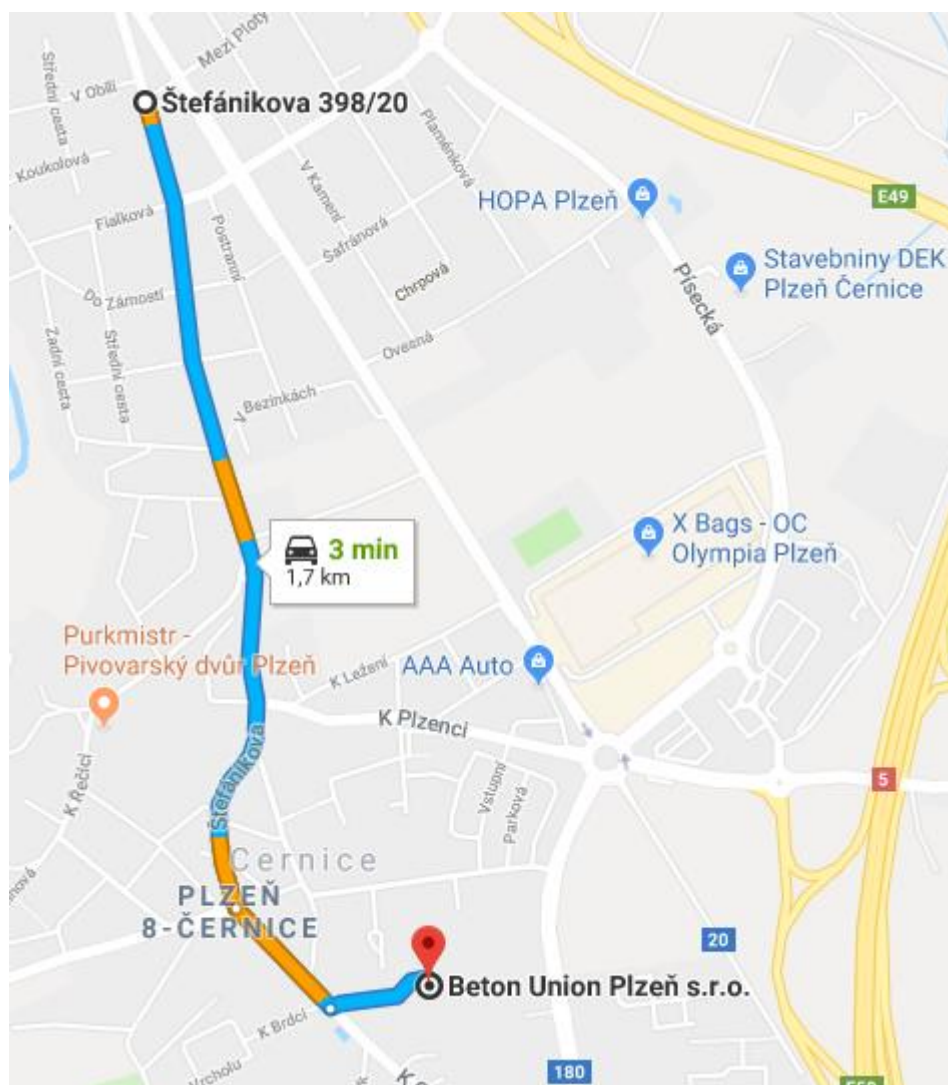 Mezi Ploty
Střední cesta
V Obilí
Štefánikova 398/20
Koukolová
Plaménková
V Kamení
HOPA Plzeň
E49
Fialková
Postranní
Šafránová
Stavebniny DEK
Plzeň Černice
Chrpová
Do Zámostí
Písecká
Zadní cesta
Střední cesta
Ovesná
V Bezinkách
X Bags - OC
Olympia Plzeň
3 min
1,7 km
Purkmistr -
Pivovarský dvůr Plzeň
K Ležení
AAA Auto
K Plzenci
Štefánikova
K Řečici
Vstupní
Parková
5
Černice
PLZEŇ
8-ČERNICE
20
Beton Union Plzeň s.r.o.
K Brdci
Vrcholu
180